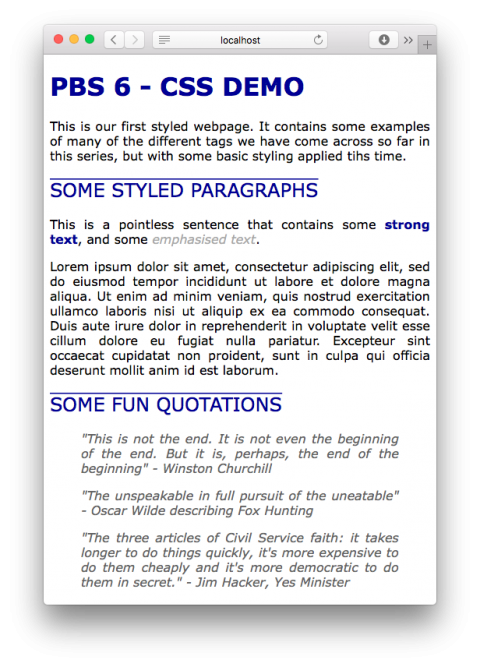 localhost
PBS 6 - CSS DEMO
This is our first styled webpage. It contains some examples
of many of the different tags we have come across so far in
this series, but with some basic styling applied tihs time.
SOME STYLED PARAGRAPHS
This is a pointless sentence that contains some strong
text, and some emphasised text.
Lorem ipsum dolor sit amet, consectetur adipiscing elit, sed
do eiusmod tempor incididunt ut labore et dolore magna
aliqua. Ut enim ad minim veniam, quis nostrud exercitation
ullamco laboris nisi ut aliquip ex ea commodo consequat.
Duis aute irure dolor in reprehenderit in voluptate velit esse
cillum dolore eu fugiat nulla pariatur. Excepteur sint
occaecat cupidatat non proident, sunt in culpa qui officia
deserunt mollit anim id est laborum.
SOME FUN QUOTATIONS
"This is not the end. It is not even the beginning
of the end. But it is, perhaps, the end of the
beginning" - Winston Churchill
"The unspeakable in full pursuit of the uneatable"
- Oscar Wilde describing Fox Hunting
"The three articles of Civil Service faith: it takes
longer to do things quickly, it's more expensive to
do them cheaply and it's more democratic to do
them in secret." - Jim Hacker, Yes Minister